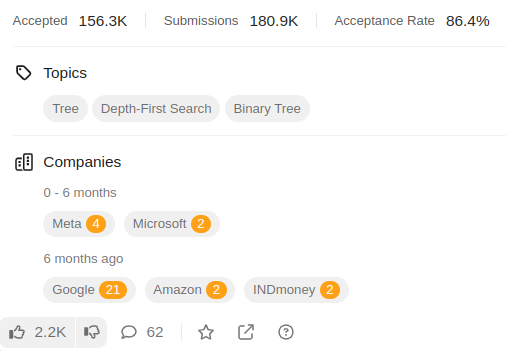 Accepted 156.3K Submissions 180.9K Acceptance Rate 86.4%
Topics
Tree Depth-First Search Binary Tree
Companies
0 - 6 months
Meta 4 Microsoft 2
6 months ago
Google 21 Amazon 2 INDmoney 2
2.2K 62